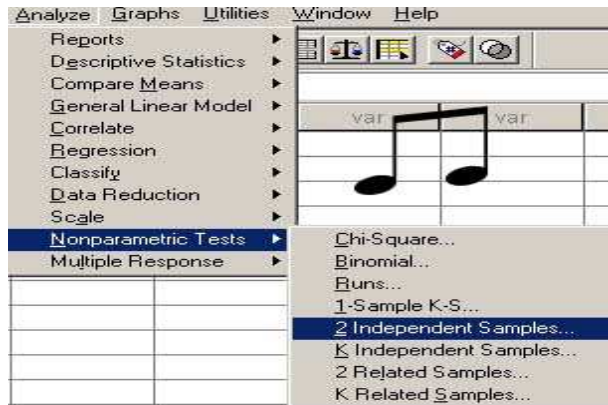 Analyze Graphs Utilities Window Help
Reports
Descriptive Statistics
Compare Means
General Linear Model
Correlate
Regression
Classify
Data Reduction
Scale
Nonparametric Tests
Multiple Response
var var
Chi-Square...
Binomial...
Runs...
1-Sample K-S...
2 Independent Samples...
K Independent Samples...
2 Related Samples...
K Related Samples...